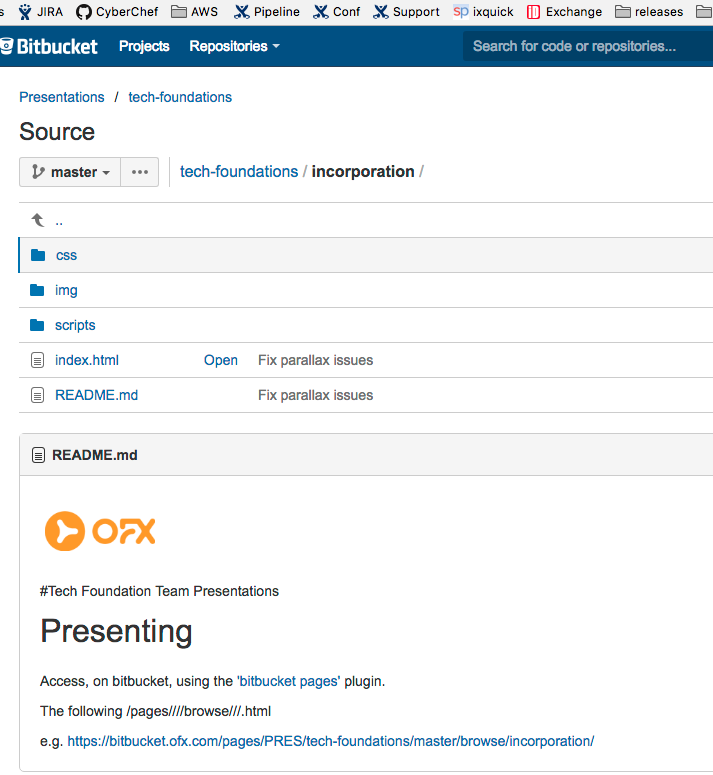 s JIRA CyberChef AWS Pipeline Conf Support sp ixquick Exchange releases
Bitbucket Projects Repositories Search for code or repositories...
Presentations / tech-foundations
Source
master ... tech-foundations / incorporation /
..
css
img
scripts
index.html Open Fix parallax issues
README.md Fix parallax issues
README.md
OFX
#Tech Foundation Team Presentations
Presenting
Access, on bitbucket, using the 'bitbucket pages' plugin.
The following /pages////browse///.html
e.g. https://bitbucket.ofx.com/pages/PRES/tech-foundations/master/browse/incorporation/